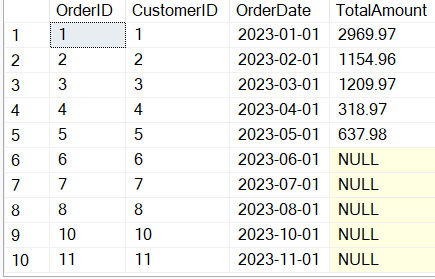 OrderID CustomerID OrderDate TotalAmount
1 1 1 2023-01-01 2969.97
2 2 2 2023-02-01 1154.96
3 3 3 2023-03-01 1209.97
4 4 4 2023-04-01 318.97
5 5 5 2023-05-01 637.98
6 6 6 2023-06-01 NULL
7 7 7 2023-07-01 NULL
8 8 8 2023-08-01 NULL
9 10 10 2023-10-01 NULL
10 11 11 2023-11-01 NULL